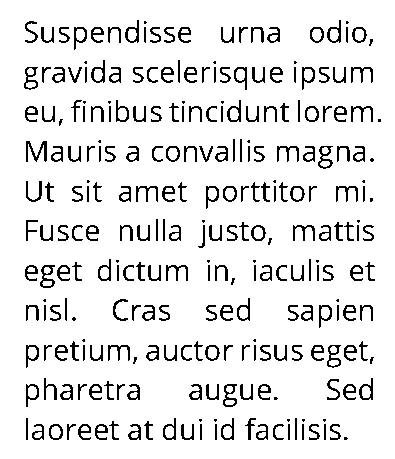 Suspendisse urna odio,
gravida scelerisque ipsum
eu, finibus tincidunt lorem.
Mauris a convallis magna.
Ut sit amet porttitor mi.
Fusce nulla justo, mattis
eget dictum in, iaculis et
nisl. Cras sed sapien
pretium, auctor risus eget,
pharetra augue. Sed
laoreet at dui id facilisis.